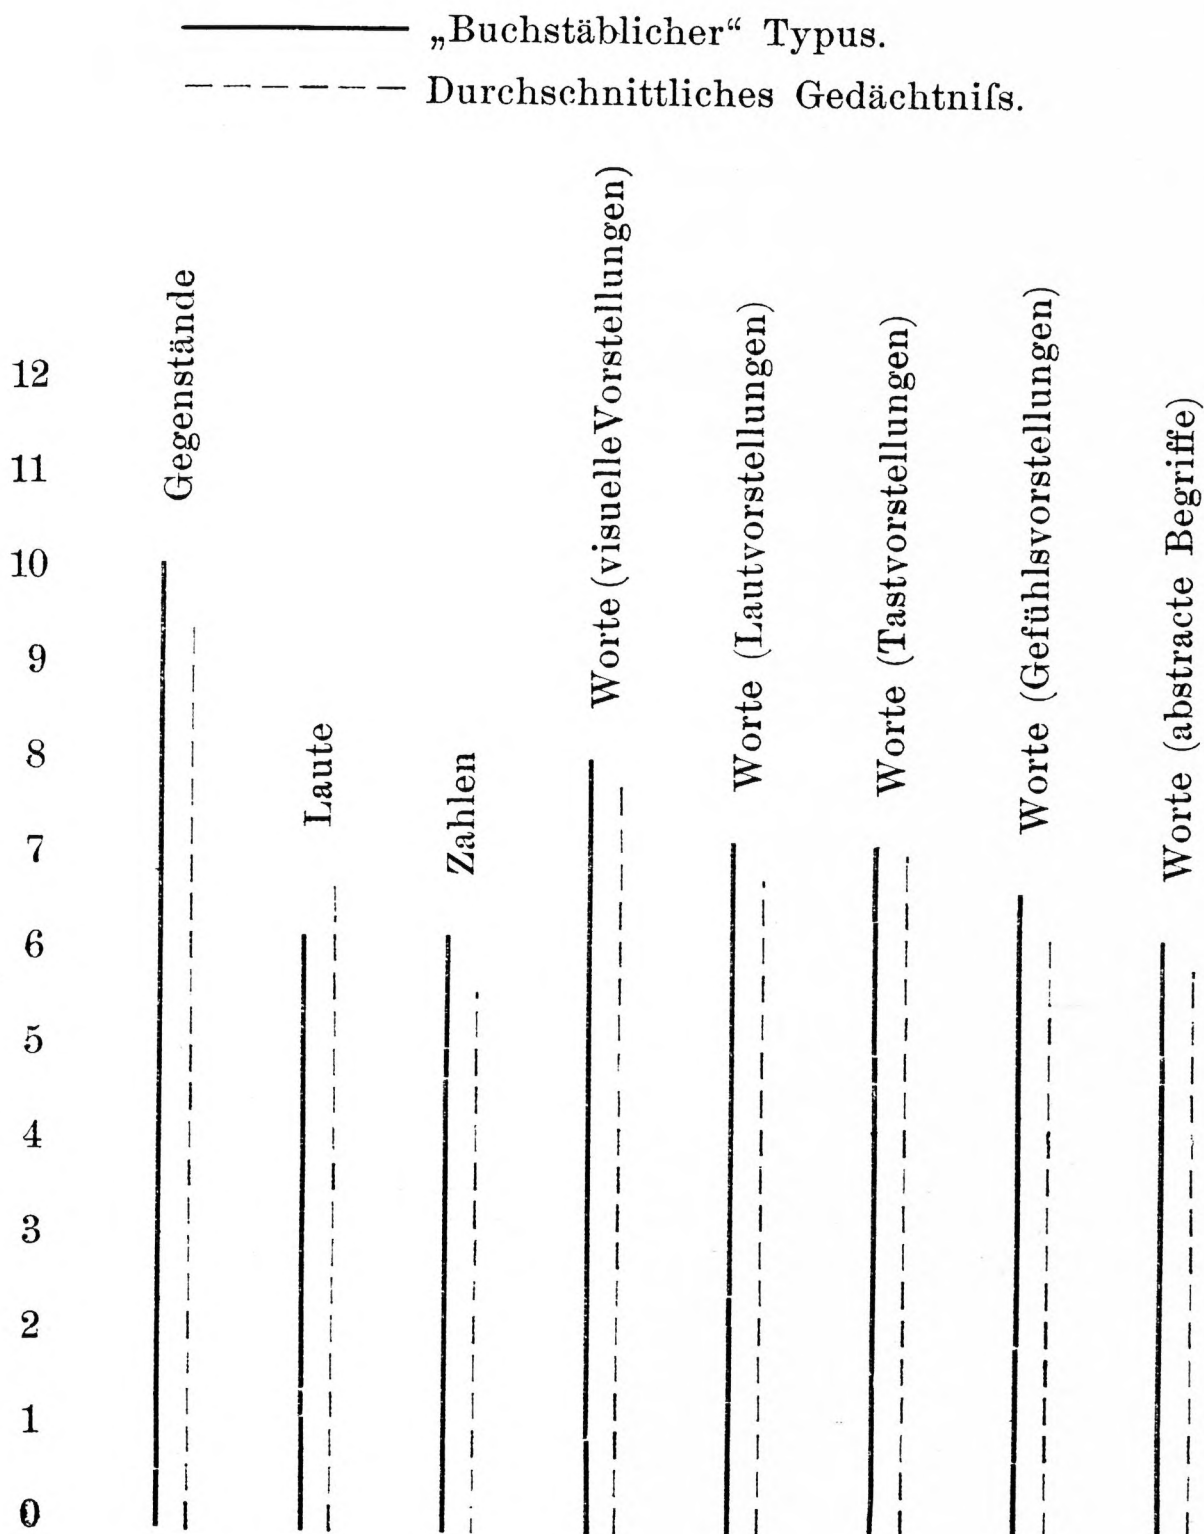 „Buchstäblicher“ Typus.
Durchschnittliches Gedächtniſs.
Gegenstände
Laute
Zahlen
Worte (visuelle Vorstellungen)
Worte (Lautvorstellungen)
Worte (Tastvorstellungen)
Worte (Gefühlsvorstellungen)
Worte (abstracte Begriffe)
12
11
10
9
8
7
6
5
4
3
2
1
0